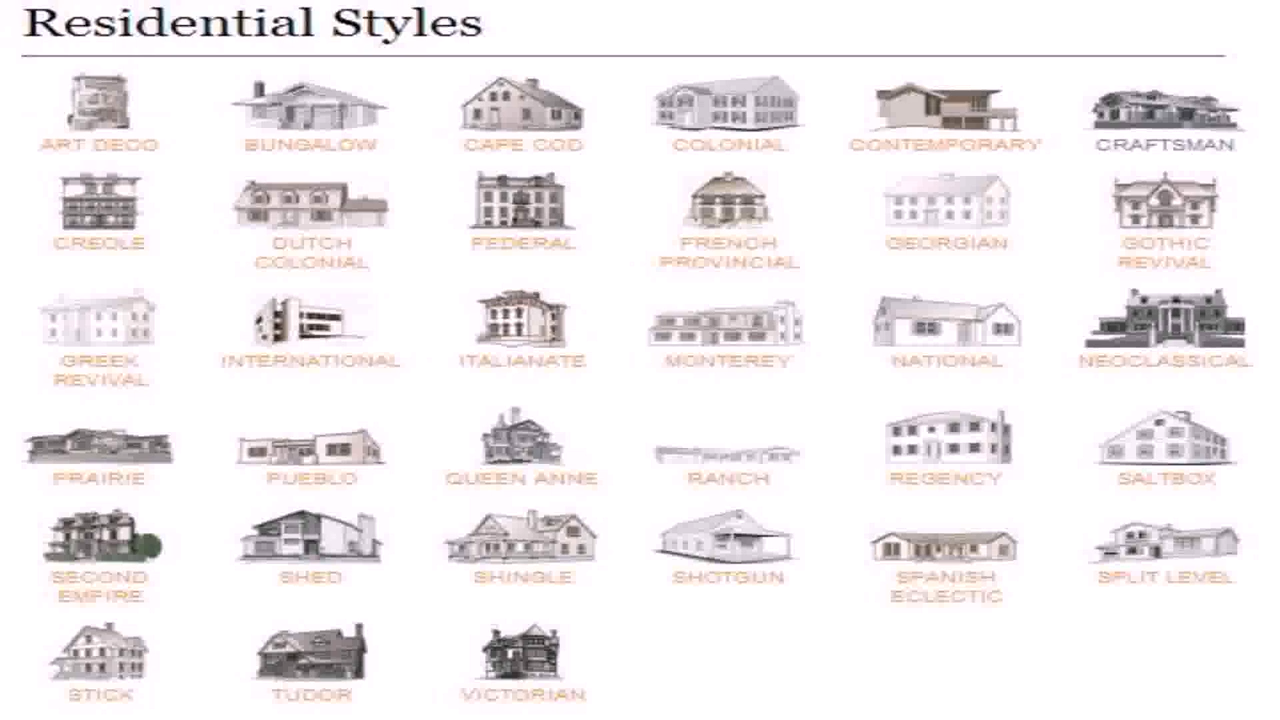 Residential Styles
ART DECO
BUNGALOW
CAPE COD
COLONIAL
CONTEMPORARY
CRAFTSMAN
CREOLE
DUTCH
COLONIAL
FEDERAL
FRENCH
PROVINCIAL
GEORGIAN
GOTHIC
REVIVAL
GREEK
REVIVAL
INTERNATIONAL
ITALIANATE
MONTEREY
NATIONAL
NEOCLASSICAL
PRAIRIE
PUEBLO
QUEEN ANNE
RANCH
REGENCY
SALTBOX
SECOND
EMPIRE
SHED
SHINGLE
SHOTGUN
SPANISH
ECLECTIC
SPLIT LEVEL
STICK
TUDOR
VICTORIAN